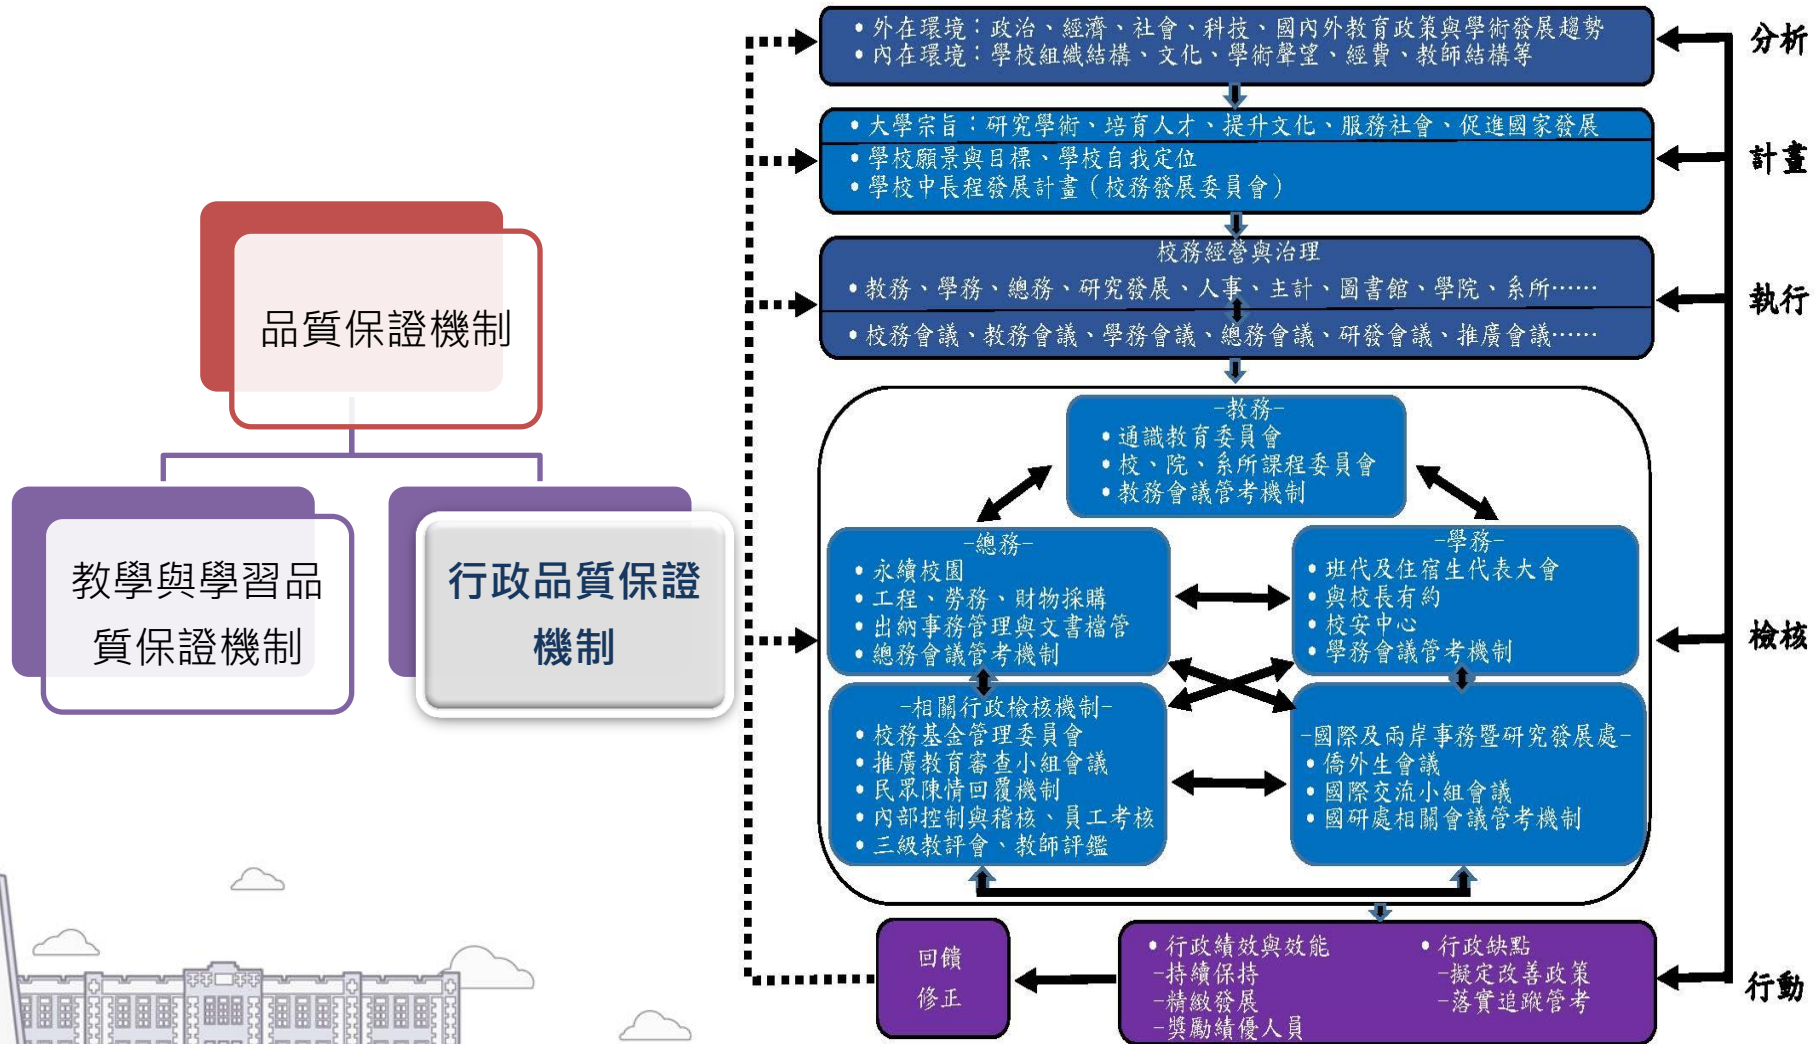 品質保證機制
教學與學習品
質保證機制
行政品質保證
機制
• 外在環境：政治、經濟、社會、科技、國內外教育政策與學術發展趨勢
• 內在環境：學校組織結構、文化、學術聲望、經費、教師結構等
分析
• 大學宗旨：研究學術、培育人才、提升文化、服務社會、促進國家發展
• 學校願景與目標、學校自我定位
• 學校中長程發展計畫（校務發展委員會）
計畫
校務經營與治理
• 教務、學務、總務、研究發展、人事、主計、圖書館、學院、系所……
• 校務會議、教務會議、學務會議、總務會議、研發會議、推廣會議……
執行
-教務-
• 通識教育委員會
• 校、院、系所課程委員會
• 教務會議管考機制
-總務-
• 永續校園
• 工程、勞務、財物採購
• 出納事務管理與文書檔管
• 總務會議管考機制
-學務-
• 班代及住宿生代表大會
• 與校長有約
• 校安中心
• 學務會議管考機制
檢核
-相關行政檢核機制-
• 校務基金管理委員會
• 推廣教育審查小組會議
• 民眾陳情回覆機制
• 內部控制與稽核、員工考核
• 三級教評會、教師評鑑
-國際及兩岸事務暨研究發展處-
• 僑外生會議
• 國際交流小組會議
• 國研處相關會議管考機制
回饋
修正
• 行政績效與效能
-持續保持
-精緻發展
-獎勵績優人員
• 行政缺點
-擬定改善政策
-落實追蹤管考
行動